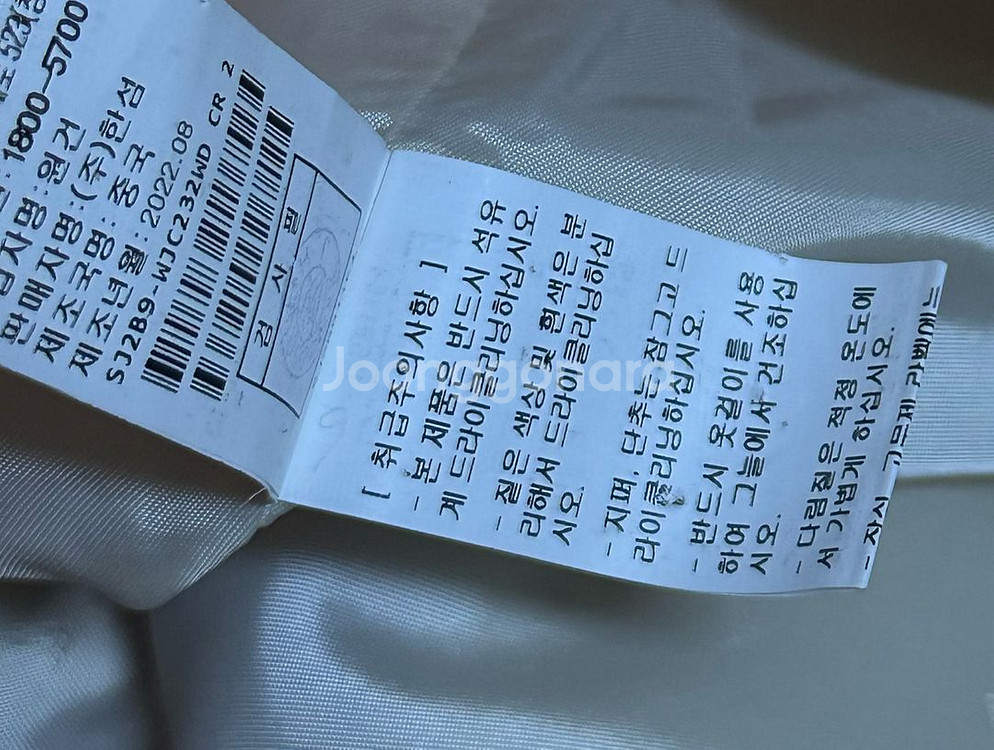 523
1800-5700
명:원건
판매자명:(주)한섬
제조국명:중국
제조년월:2022.08
SJ2B9-WJC232WD CR 2
검 사 필
[ 취급주의사항 ]
- 본 제품은 반드시 석유
계 드라이클리닝하십시오.
- 짙은 색상 및 흰색은 분
리해서 드라이클리닝하십
시오.
- 지퍼, 단추는 잠그고 드
라이클리닝하십시오.
- 반드시 옷걸이를 사용
하여 그늘에서 건조하십
시오.
- 다림질은 적정 온도에
서 가볍게 하십시오.
Joonggonara